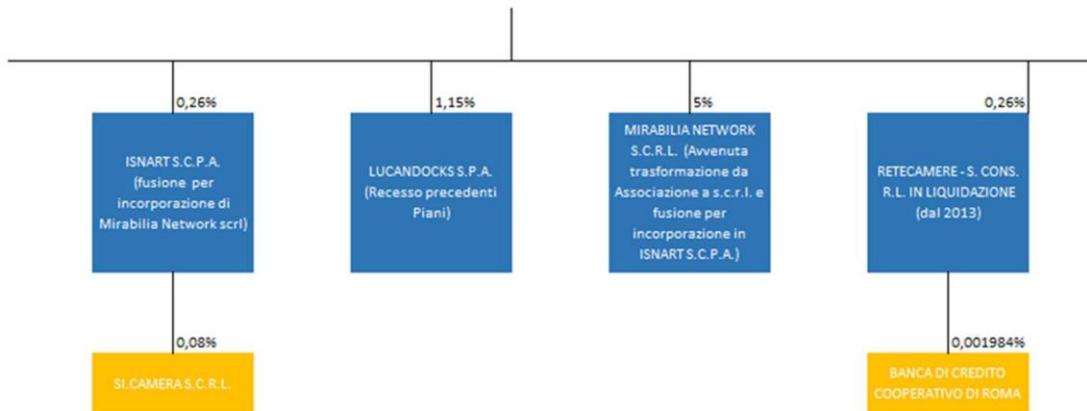 0,26%
1,15%
5%
0,26%
ISNART S.C.P.A.
(fusione per
incorporazione di
Mirabilia Network scrl)
LUCANDOCKS S.P.A.
(Recesso precedenti
Piani)
MIRABILIA NETWORK
S.C.R.L. (Avvenuta
trasformazione da
Associazione a s.c.r.l. e
fusione per
incorporazione in
ISNART S.C.P.A.)
RETECAMERE - S. CONS.
R.L. IN LIQUIDAZIONE
(dal 2013)
0,08%
0,001984%
SI.CAMERA S.C.R.L.
BANCA DI CREDITO
COOPERATIVO DI ROMA